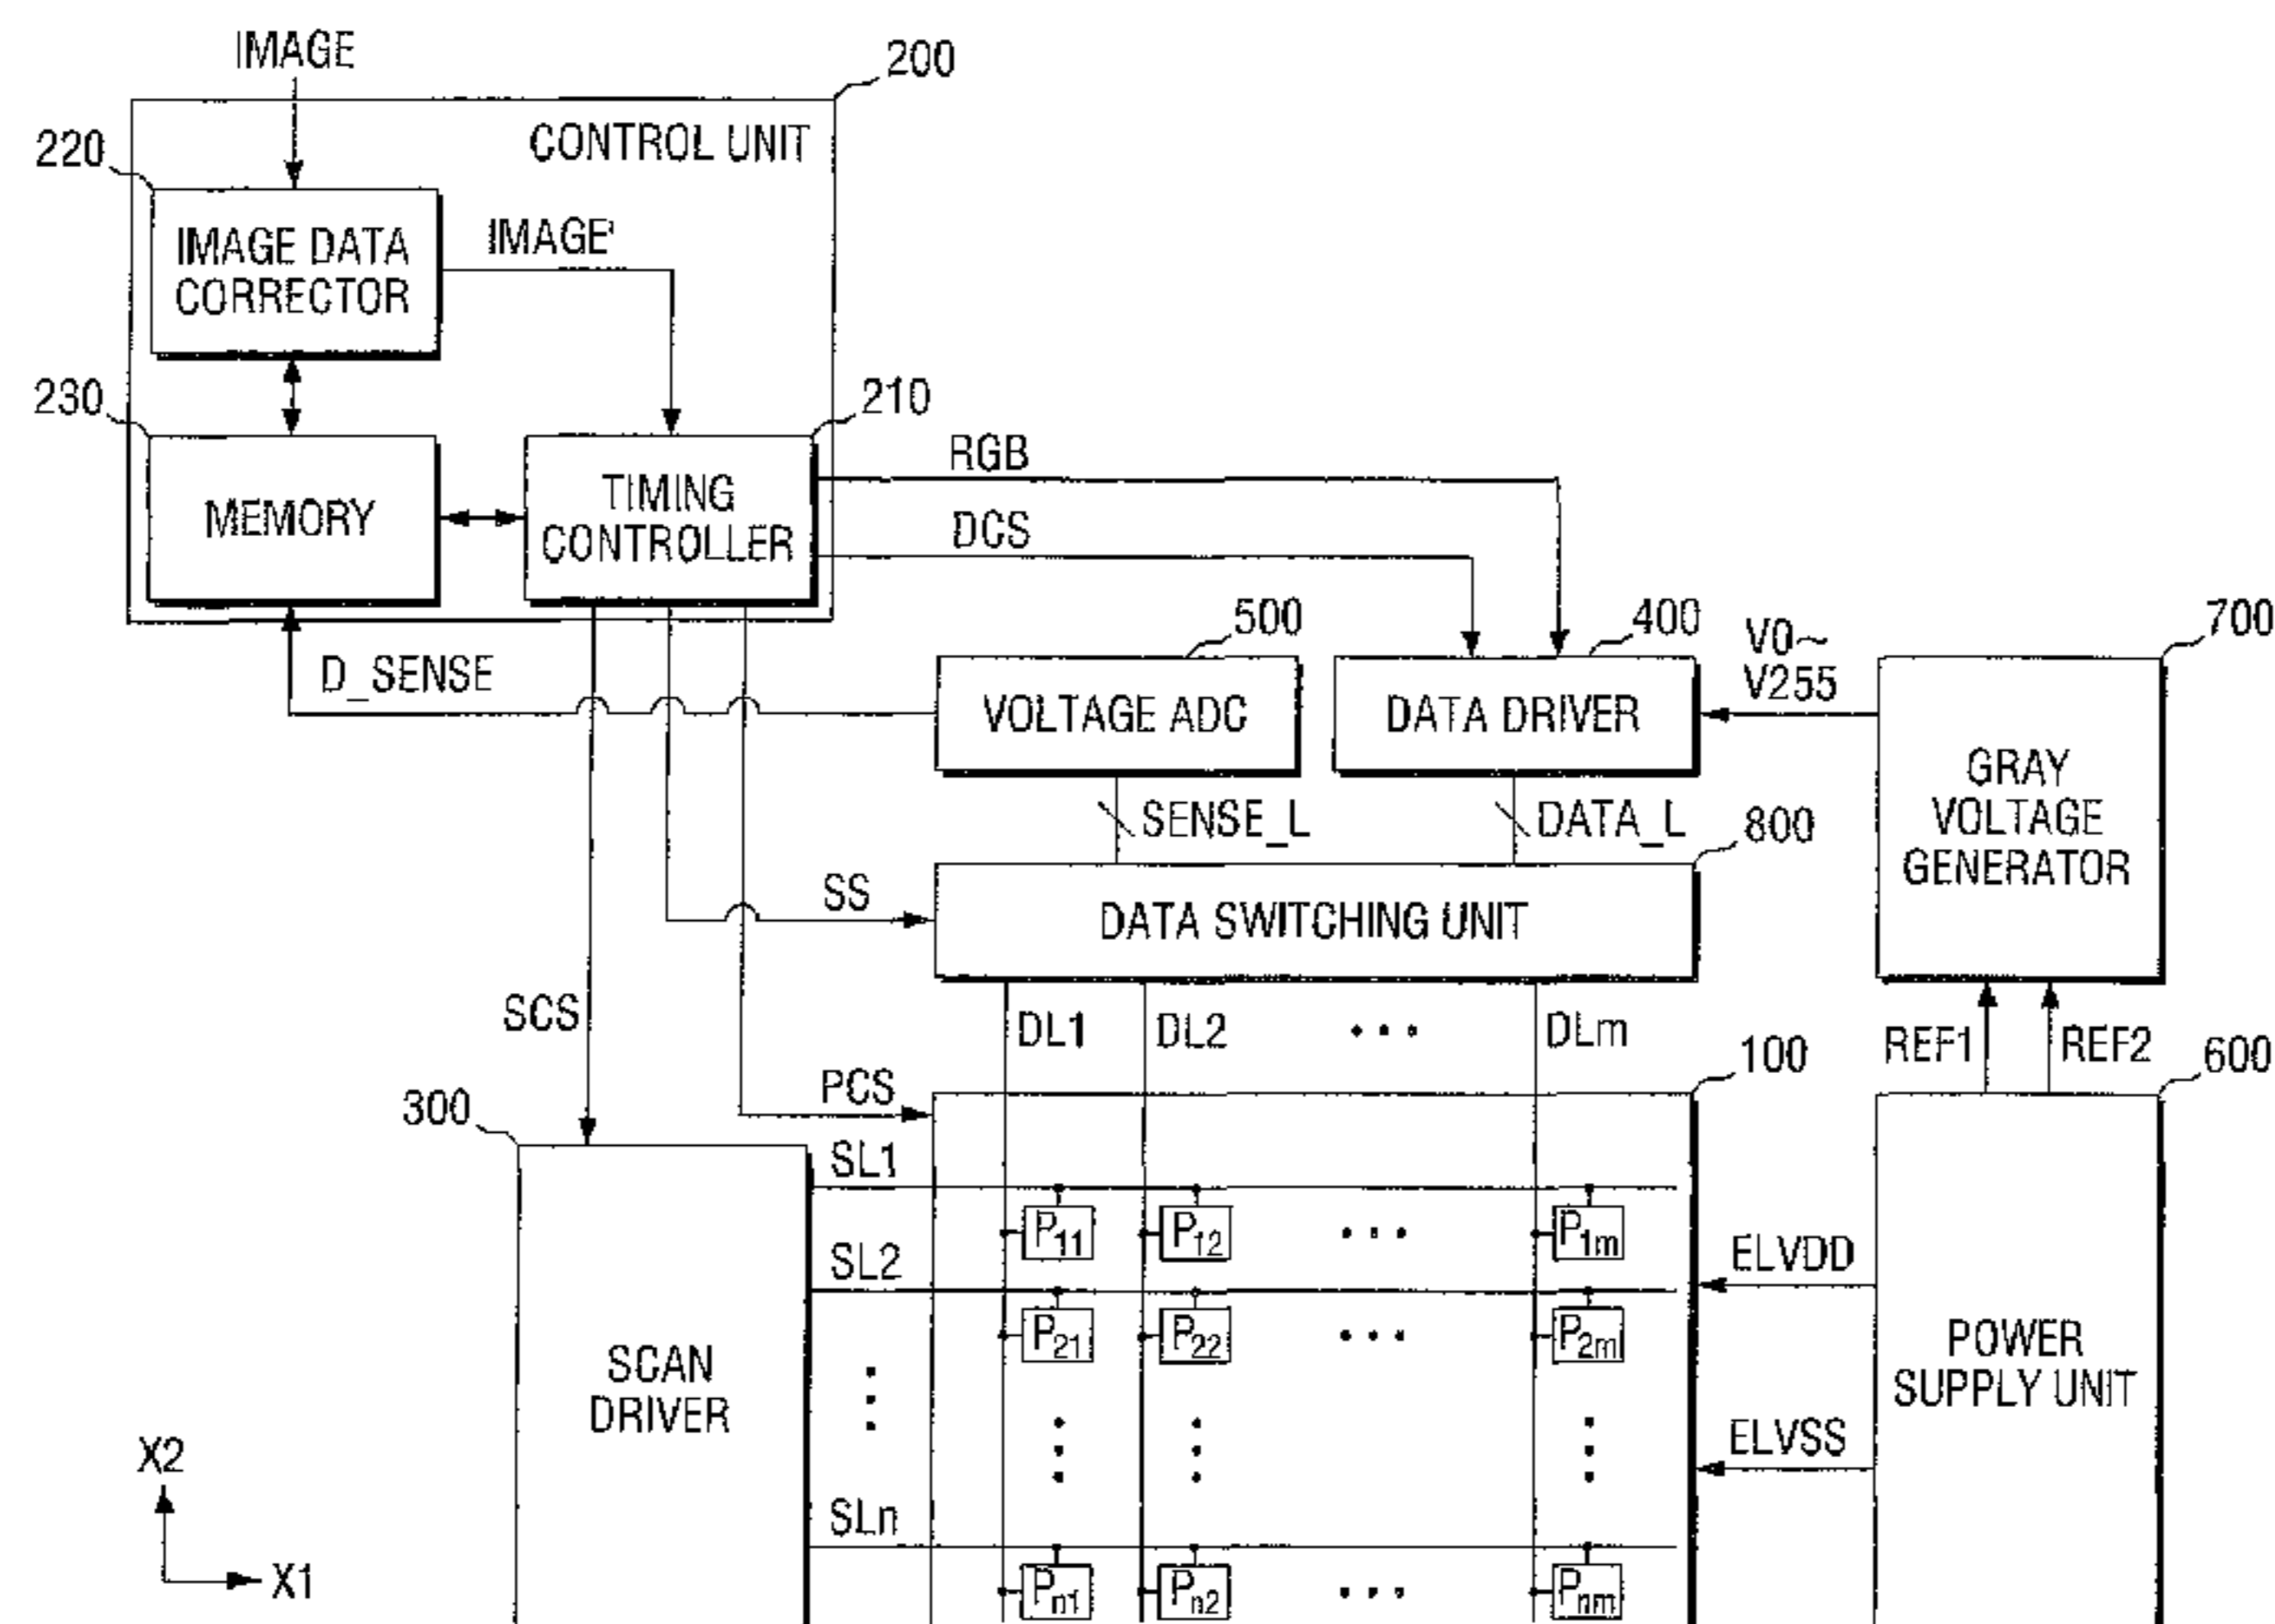 IMAGE
200
CONTROL UNIT
220
IMAGE DATA
CORRECTOR
IMAGE'
230
210
MEMORY
TIMING
CONTROLLER
RGB
DCS
D_SENSE
500
VOLTAGE ADC
400
DATA DRIVER
V0~
V255
700
GRAY
VOLTAGE
GENERATOR
SENSE_L
DATA_L
800
SS
DATA SWITCHING UNIT
SCS
DL1
DL2
...
DLm
REF1
REF2
PCS
100
600
300
SL1
P11
P12
...
P1m
SL2
ELVDD
P21
P22
...
P2m
SCAN
DRIVER
POWER
SUPPLY UNIT
ELVSS
X2
SLn
X1
Pn1
Pn2
...
Pnm